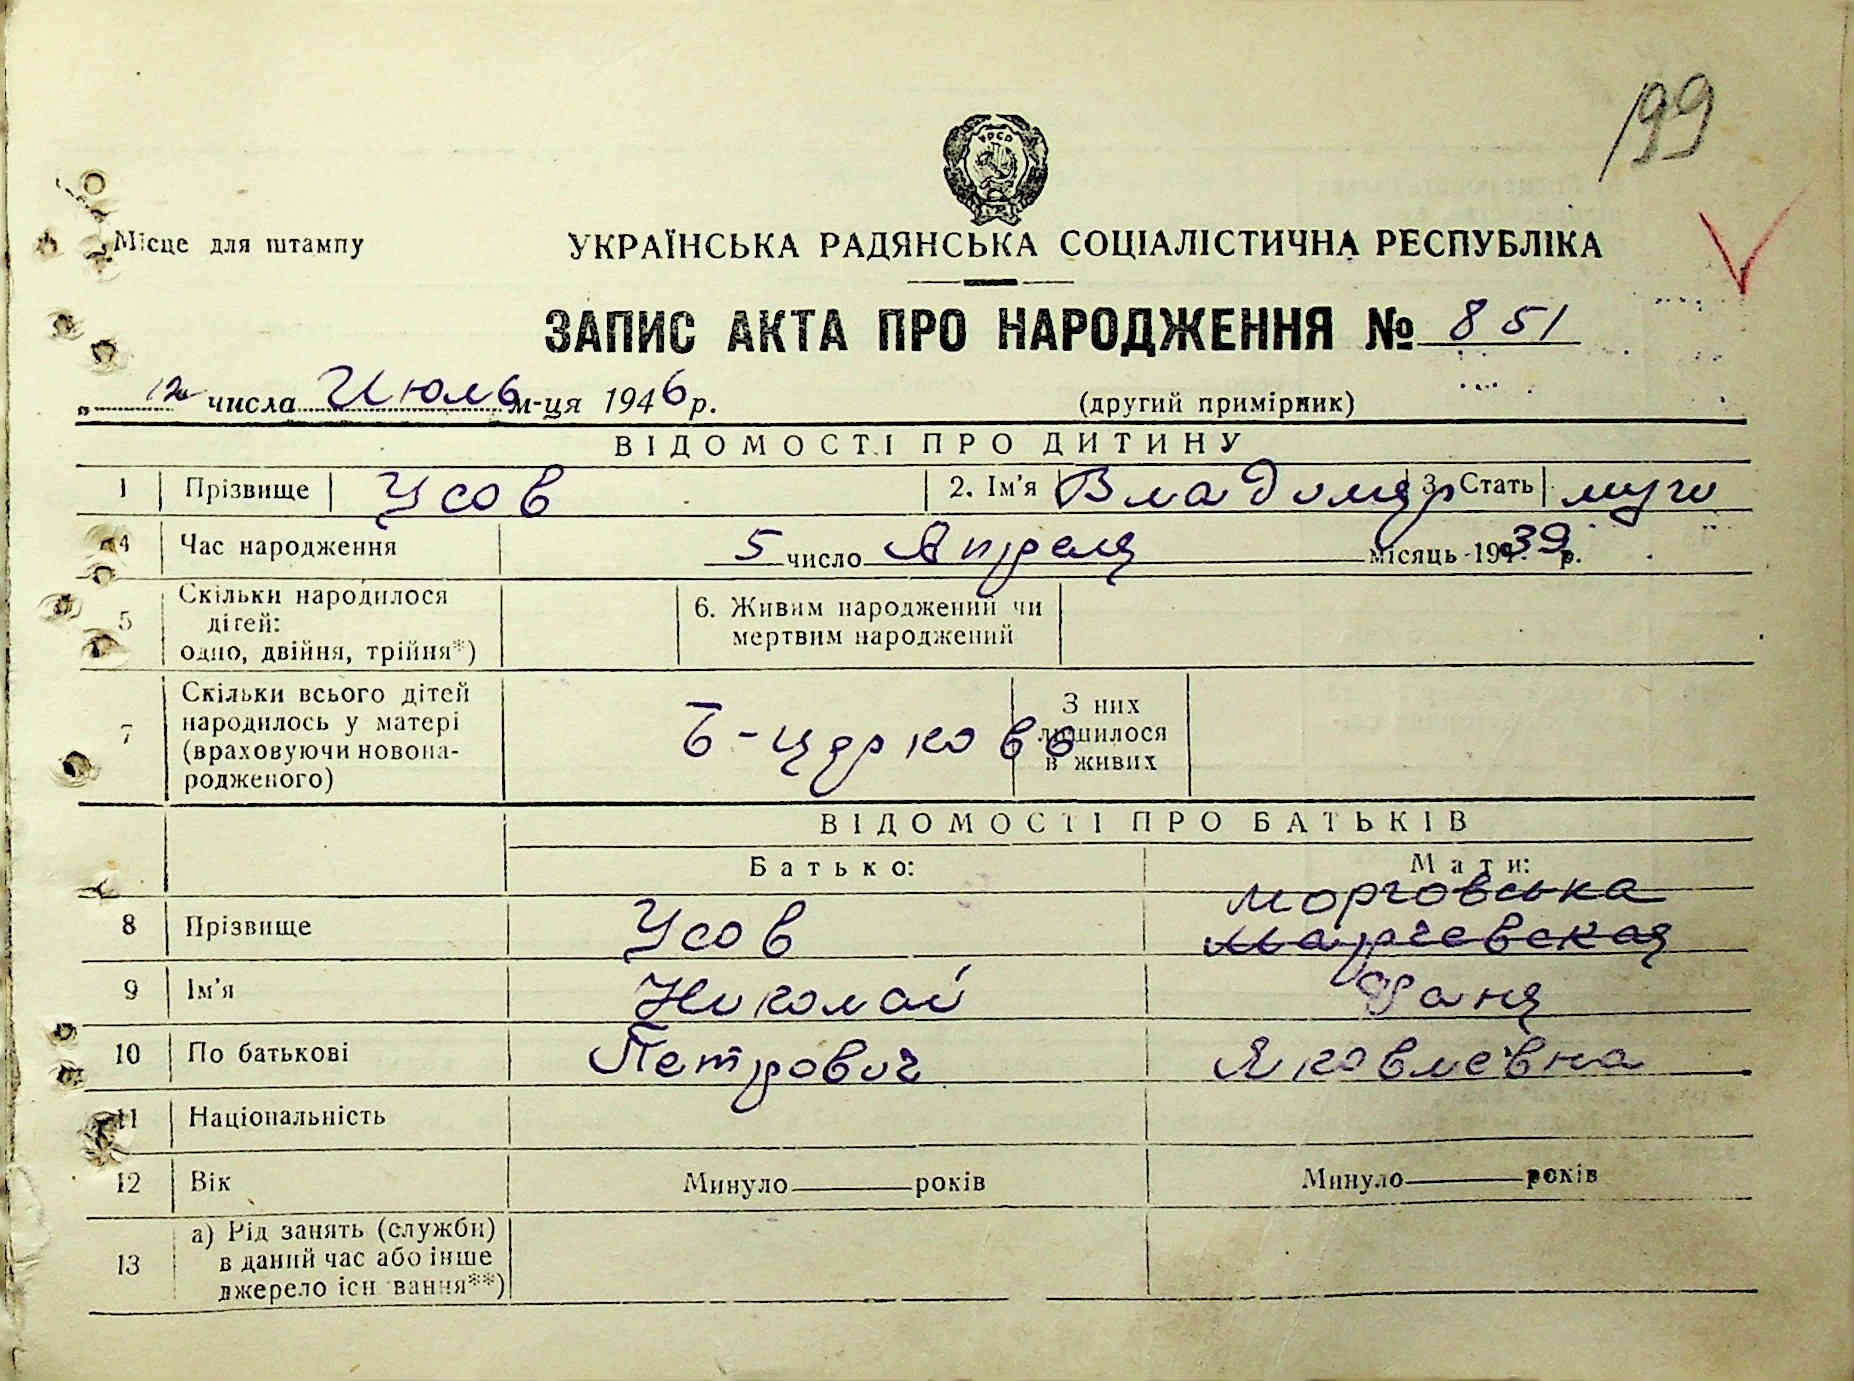 199
УРСР
Місце для штампу
УКРАЇНСЬКА РАДЯНСЬКА СОЦІАЛІСТИЧНА РЕСПУБЛІКА
ЗАПИС АКТА ПРО НАРОДЖЕННЯ № 851
„12 числа Июль м-ця 1946 р. (другий примірник)
ВІДОМОСТІ ПРО ДИТИНУ
1 Прізвище Усов 2. Ім'я Владимир 3. Стать муж
4 Час народження 5 число Апреля місяць 1939 р.
5 Скільки народилося дітей: одно, двійня, трійня*) 6. Живим народжений чи мертвим народжений
7 Скільки всього дітей народилось у матері (враховуючи новонародженого) Б-церковь З них лишилося в живих
ВІДОМОСТІ ПРО БАТЬКІВ
Батько: Мати:
Морговська
8 Прізвище Усов Маргевская
9 Ім'я Николай Фаня
10 По батькові Петрович Яковлевна
11 Національність
12 Вік Минуло років Минуло років
13 а) Рід занять (служби) в даний час або інше джерело існ вання**)